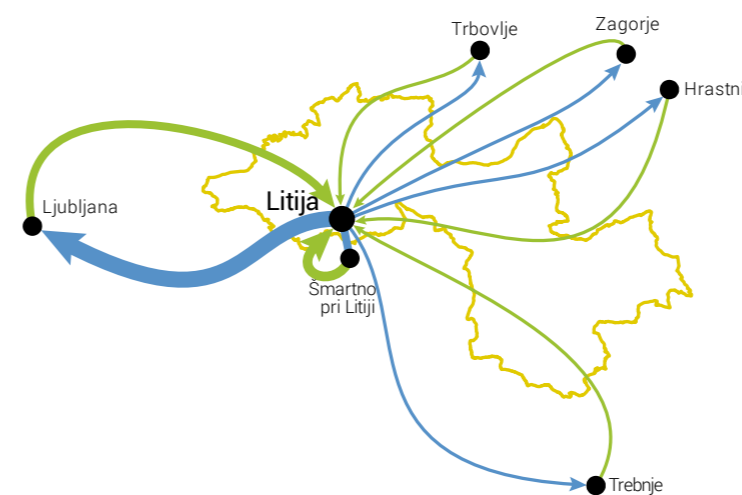 Trbovlje
Zagorje
Hrastni
Litija
Ljubljana
Šmartno
pri Litiji
Trebnje